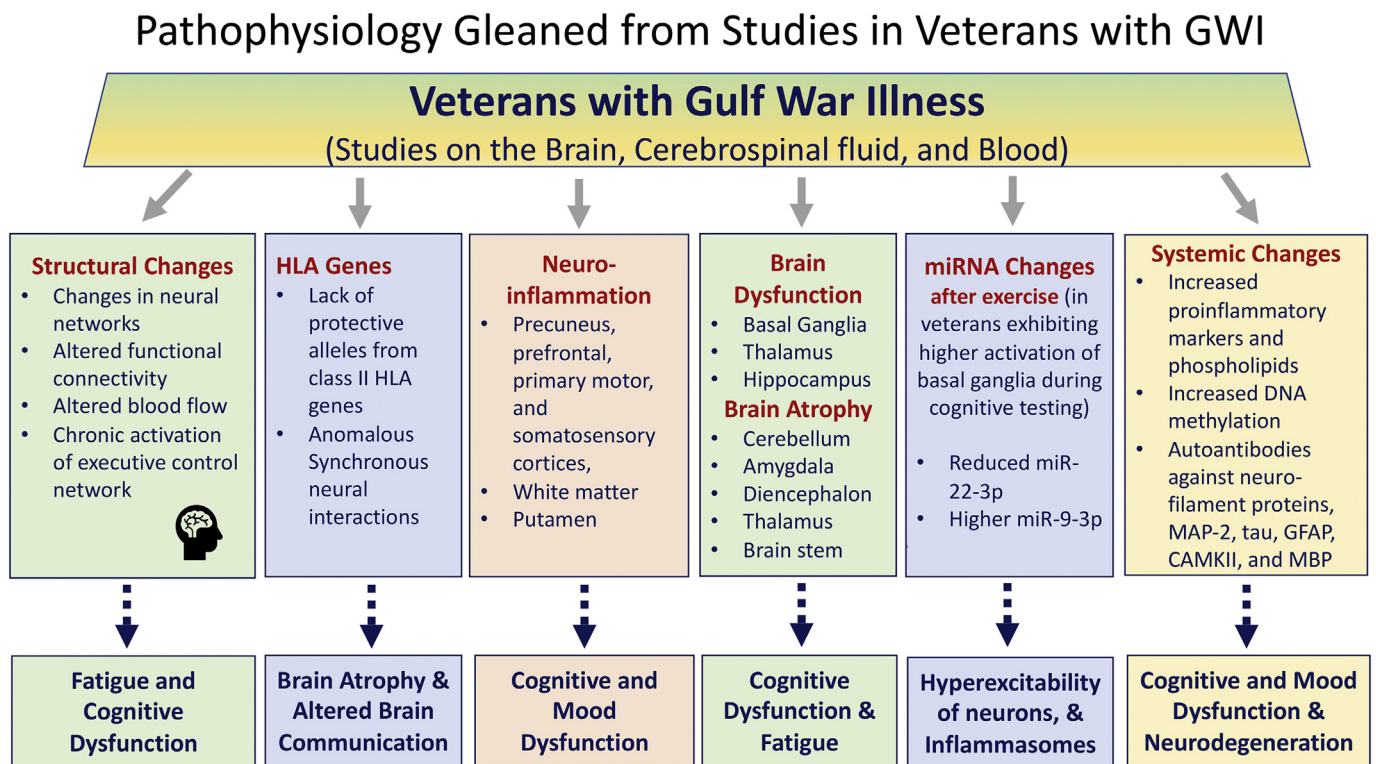 Pathophysiology Gleaned from Studies in Veterans with GWI
Veterans with Gulf War Illness
(Studies on the Brain, Cerebrospinal fluid, and Blood)
Structural Changes
• Changes in neural
networks
• Altered functional
connectivity
• Altered blood flow
• Chronic activation
of executive control
network
HLA Genes
• Lack of
protective
alleles from
class II HLA
genes
• Anomalous
Synchronous
neural
interactions
Neuro-
inflammation
• Precuneus,
prefrontal,
primary motor,
and
somatosensory
cortices,
• White matter
• Putamen
Brain
Dysfunction
• Basal Ganglia
• Thalamus
• Hippocampus
Brain Atrophy
• Cerebellum
• Amygdala
• Diencephalon
• Thalamus
• Brain stem
miRNA Changes
after exercise (in
veterans exhibiting
higher activation of
basal ganglia during
cognitive testing)
• Reduced miR-
22-3p
• Higher miR-9-3p
Systemic Changes
• Increased
proinflammatory
markers and
phospholipids
• Increased DNA
methylation
• Autoantibodies
against neuro-
filament proteins,
MAP-2, tau, GFAP,
CAMKII, and MBP
Fatigue and
Cognitive
Dysfunction
Brain Atrophy &
Altered Brain
Communication
Cognitive and
Mood
Dysfunction
Cognitive
Dysfunction &
Fatigue
Hyperexcitability
of neurons, &
Inflammasomes
Cognitive and Mood
Dysfunction &
Neurodegeneration